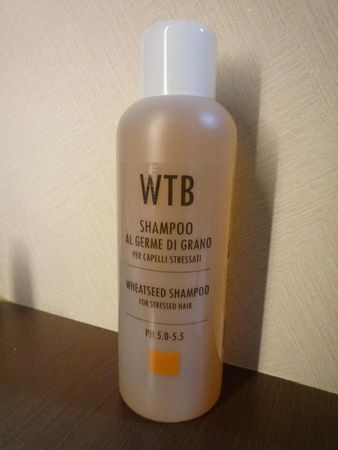 WTB
SHAMPOO
AL GERME DI GRANO
PER CAPELLI STRESSATI
WHEATSEED SHAMPOO
FOR STRESSED HAIR
PH 5.0-5.5